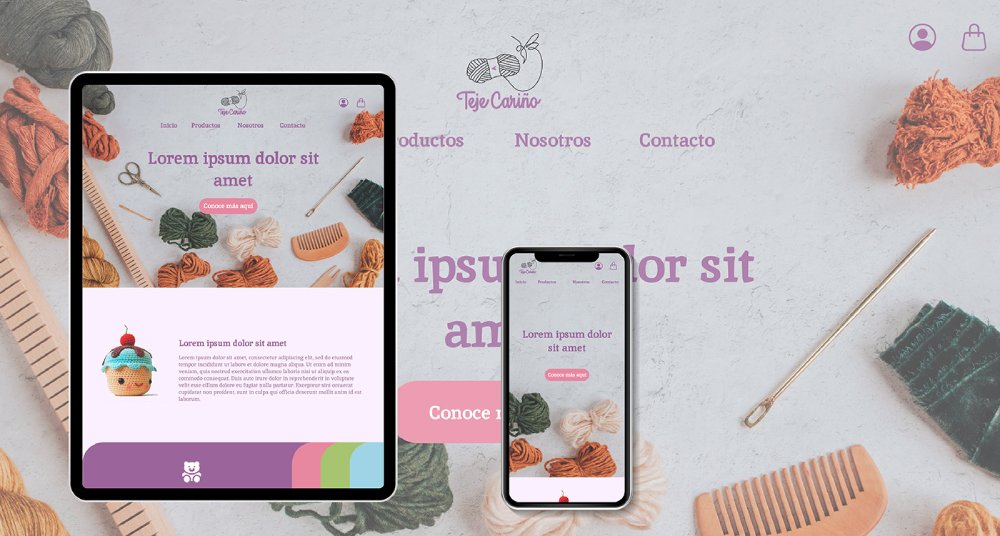 Teje Cariño
roductos
Nosotros
Contacto
ipsu
lor sit
am
Conoce
Teje Cariño
Inicio
Productos
Nosotros
Contacto
Lorem ipsum dolor sit
amet
Conoce más aquí
Lorem ipsum dolor sit amet
Lorem ipsum dolor sit amet, consectetur adipiscing elit, sed do eiusmod
tempor incididunt ut labore et dolore magna aliqua. Ut enim ad minim
veniam, quis nostrud exercitation ullamco laboris nisi ut aliquip ex ea
commodo consequat. Duis aute irure dolor in reprehenderit in voluptate
velit esse cillum dolore eu fugiat nulla pariatur. Excepteur sint occaecat
cupidatat non proident, sunt in culpa qui officia deserunt mollit anim id est
laborum.
Teje Cariño
Inicio
Productos
Nosotros
Contacto
Lorem ipsum dolor
sit amet
Conoce más aquí